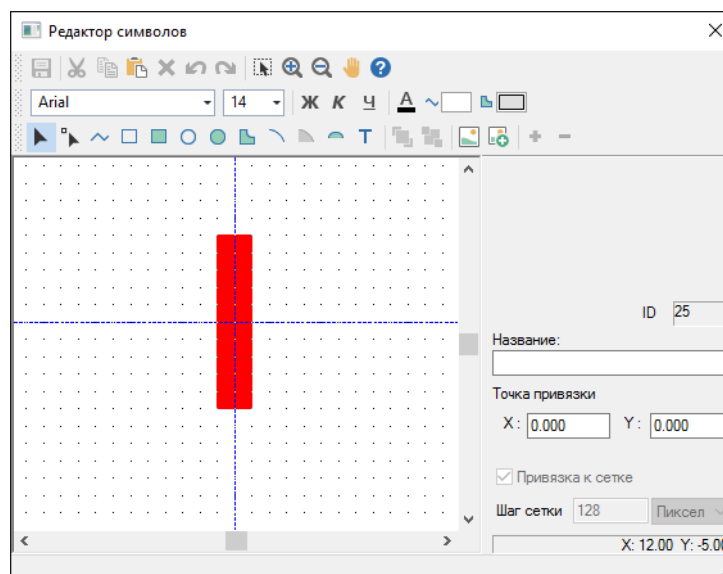 Редактор символов
Arial
14
Ж К Ч А
T
ID 25
Название:
Точка привязки
X : 0.000 Y : 0.000
Привязка к сетке
Шаг сетки 128 Пиксел
X: 12.00 Y: -5.00